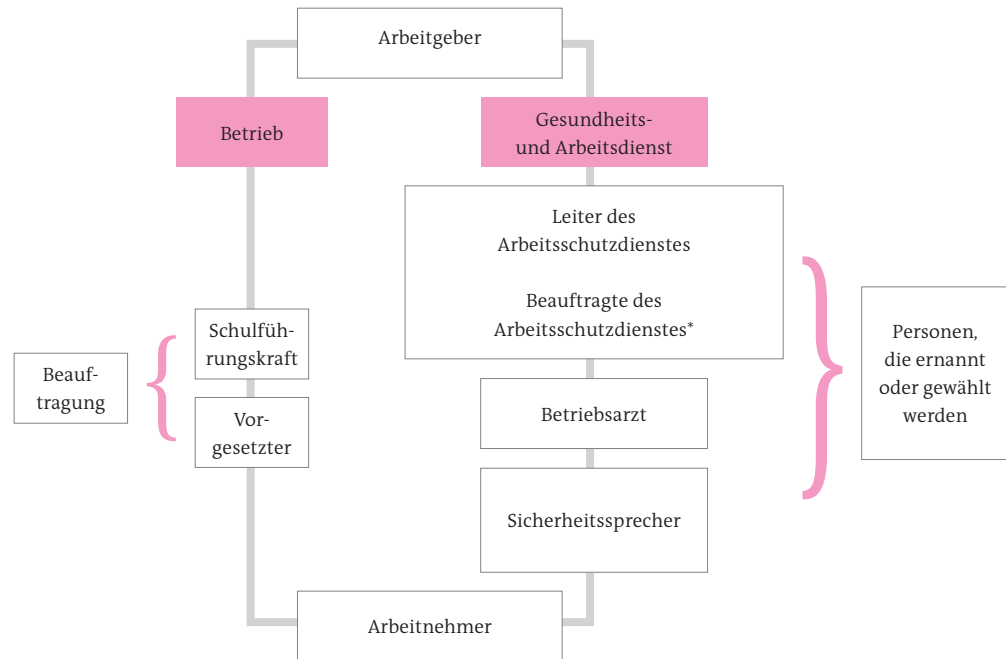 Arbeitgeber
Betrieb
Gesundheits-
und Arbeitsdienst
Leiter des
Arbeitsschutzdienstes
Beauftragte des
Arbeitsschutzdienstes*
Schulfüh-
rungskraft
Beauf-
tragung
Vor-
gesetzter
Betriebsarzt
Sicherheitssprecher
Personen,
die ernannt
oder gewählt
werden
Arbeitnehmer